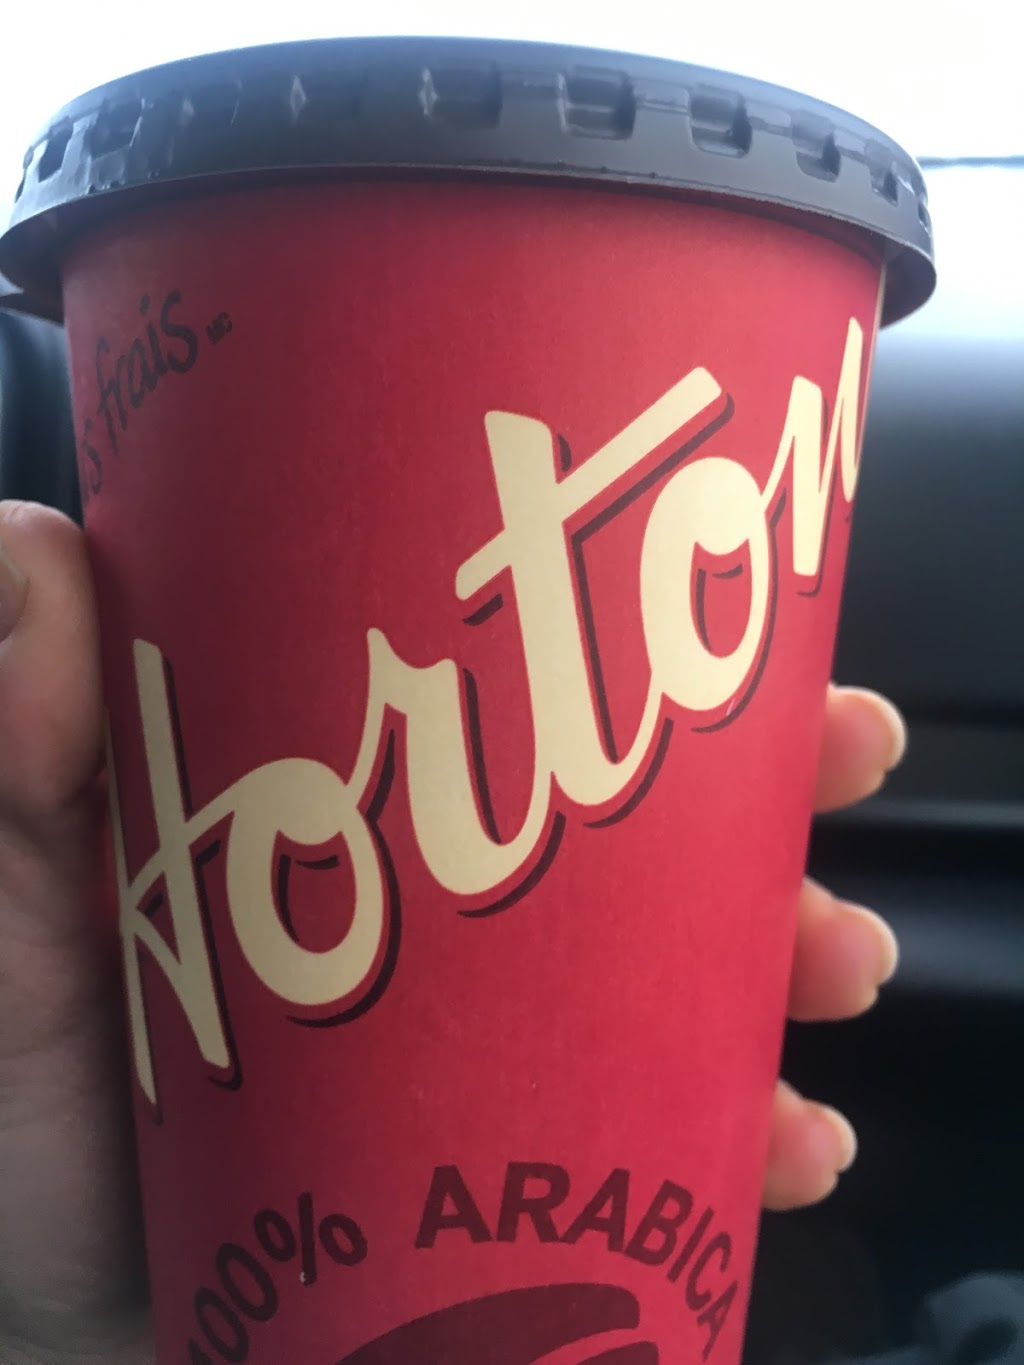 frais MC
Horton
100% ARABICA